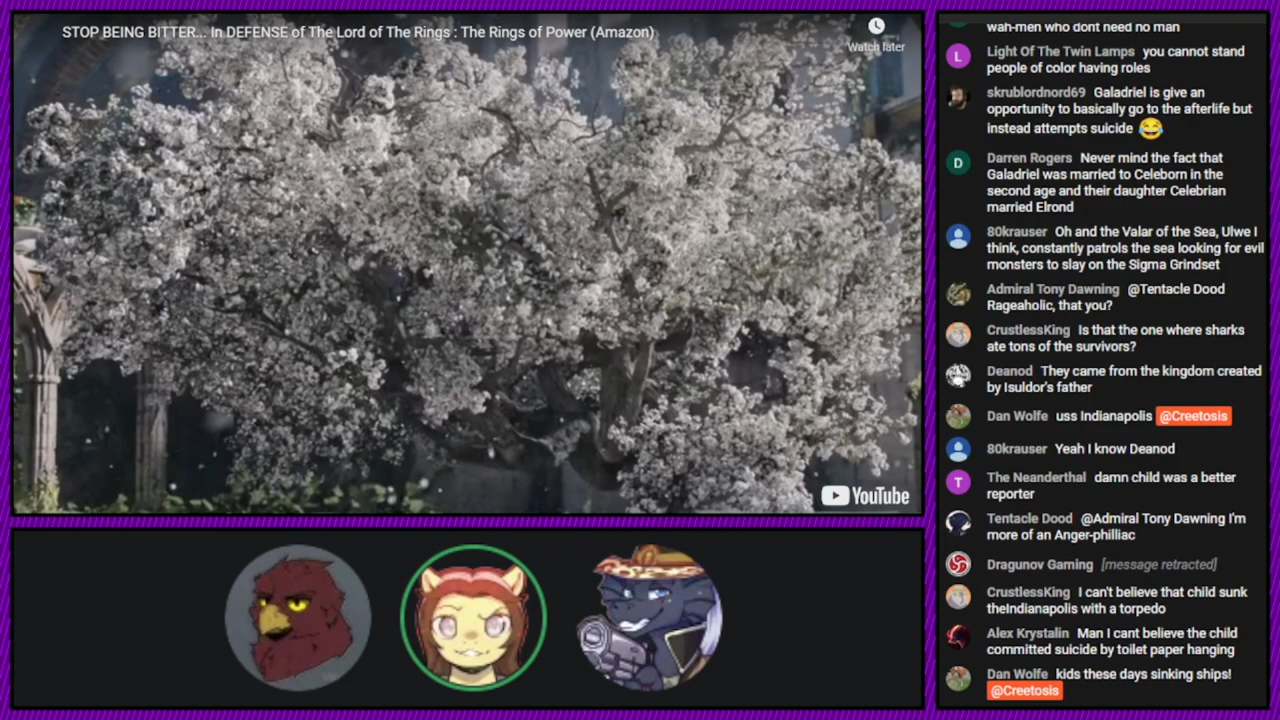 STOP BEING BITTER... In DEFENSE of The Lord of The Rings : The Rings of Power (Amazon)
Watch later
YouTube
wah-men who dont need no man
L
Light Of The Twin Lamps you cannot stand
people of color having roles
skrublordnord69 Galadriel is give an
opportunity to basically go to the afterlife but
instead attempts suicide 😂
D
Darren Rogers Never mind the fact that
Galadriel was married to Celeborn in the
second age and their daughter Celebrian
married Elrond
80krauser Oh and the Valar of the Sea, Ulwe I
think, constantly patrols the sea looking for evil
monsters to slay on the Sigma Grindset
Admiral Tony Dawning @Tentacle Dood
Rageaholic, that you?
CrustlessKing Is that the one where sharks
ate tons of the survivors?
Deanod They came from the kingdom created
by Isuldor's father
Dan Wolfe uss Indianapolis @Creetosis
80krauser Yeah I know Deanod
T
The Neanderthal damn child was a better
reporter
Tentacle Dood @Admiral Tony Dawning I'm
more of an Anger-philliac
Dragunov Gaming [message retracted]
CrustlessKing I can't believe that child sunk
theIndianapolis with a torpedo
Alex Krystalin Man I cant believe the child
committed suicide by toilet paper hanging
Dan Wolfe kids these days sinking ships!
@Creetosis